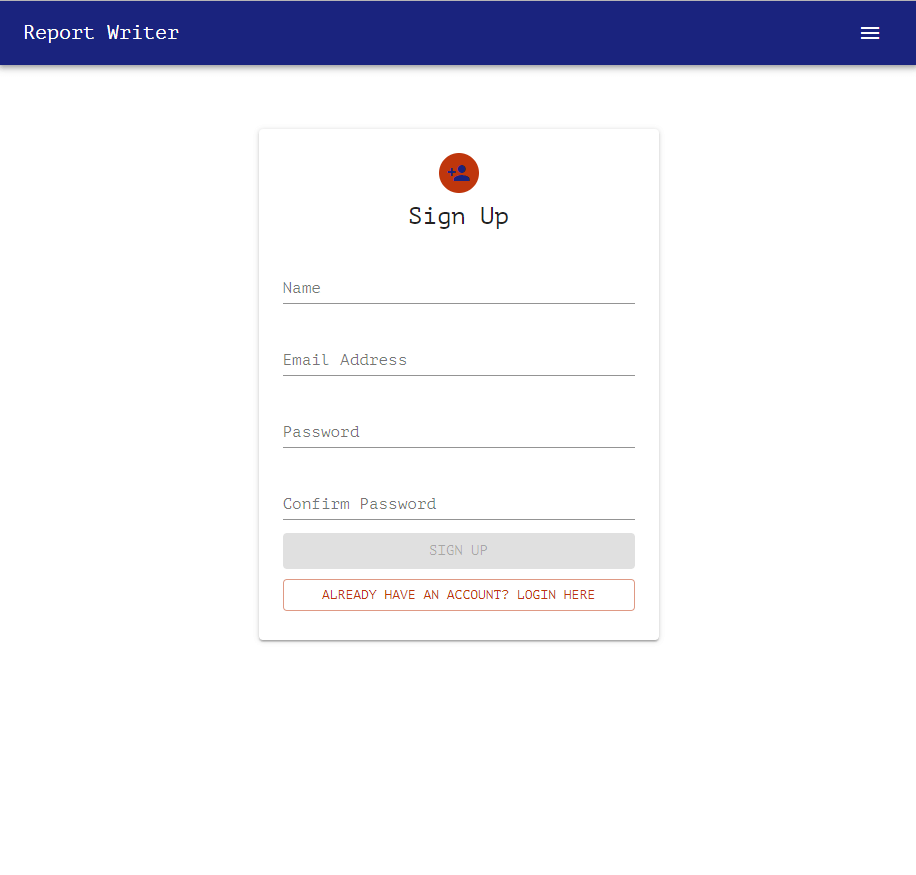 Report Writer
Sign Up
Name
Email Address
Password
Confirm Password
SIGN UP
ALREADY HAVE AN ACCOUNT? LOGIN HERE